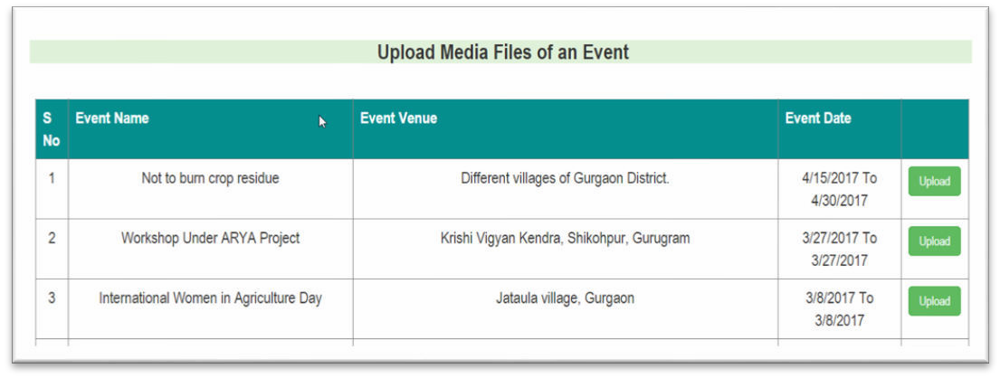 Upload Media Files of an Event
S No Event Name Event Venue Event Date
1 Not to burn crop residue Different villages of Gurgaon District. 4/15/2017 To 4/30/2017 Upload
2 Workshop Under ARYA Project Krishi Vigyan Kendra, Shikohpur, Gurugram 3/27/2017 To 3/27/2017 Upload
3 International Women in Agriculture Day Jataula village, Gurgaon 3/8/2017 To 3/8/2017 Upload